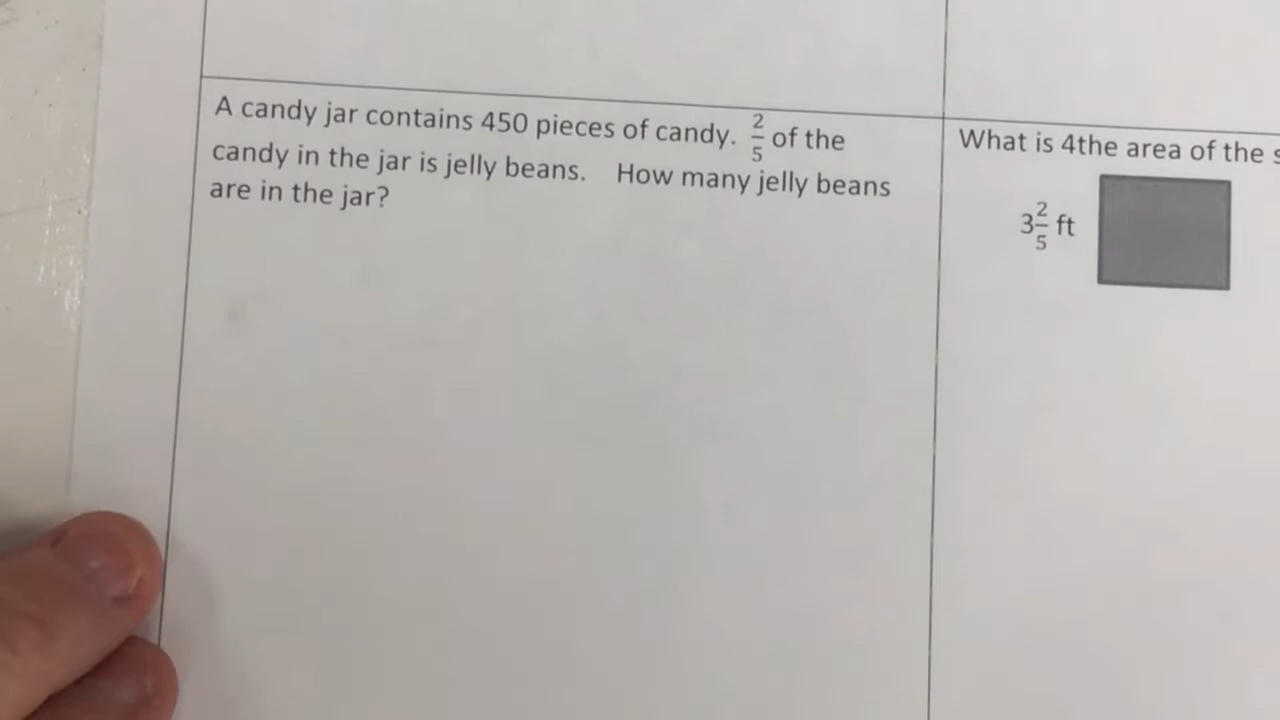 A candy jar contains 450 pieces of candy. 2/5 of the
candy in the jar is jelly beans. How many jelly beans
are in the jar?
What is 4the area of the
3 2/5 ft